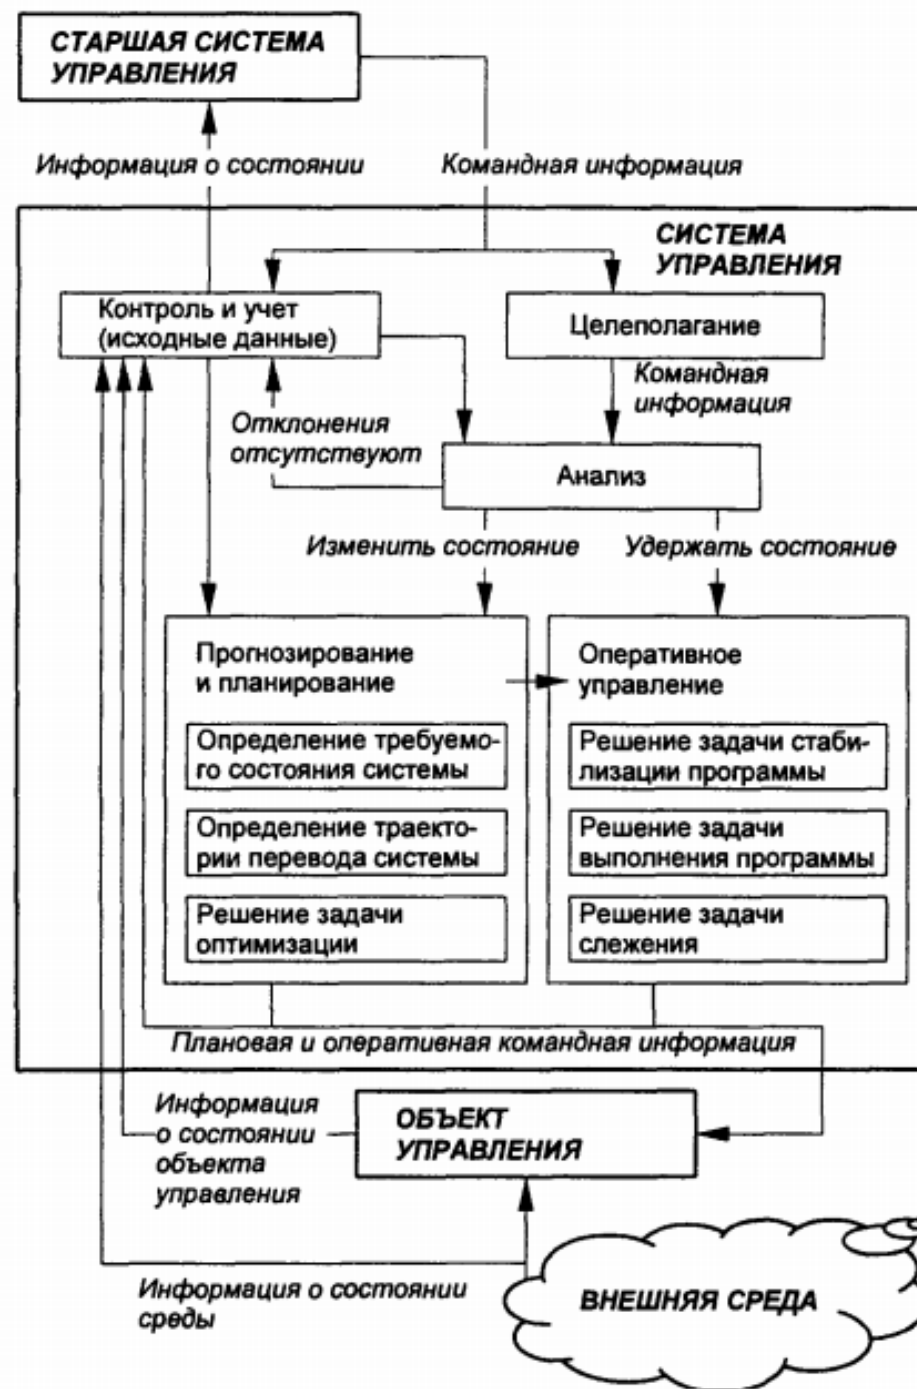 СТАРШАЯ СИСТЕМА
УПРАВЛЕНИЯ
Информация о состоянии
Командная информация
СИСТЕМА
УПРАВЛЕНИЯ
Контроль и учет
(исходные данные)
Целеполагание
Командная
информация
Отклонения
отсутствуют
Анализ
Изменить состояние
Удержать состояние
Прогнозирование
и планирование
Определение требуемо-
го состояния системы
Определение траекто-
рии перевода системы
Решение задачи
оптимизации
Оперативное
управление
Решение задачи стаби-
лизации программы
Решение задачи
выполнения программы
Решение задачи
слежения
Плановая и оперативная командная информация
Информация
о состоянии
объекта
управления
ОБЪЕКТ
УПРАВЛЕНИЯ
Информация о состоянии
среды
ВНЕШНЯЯ СРЕДА